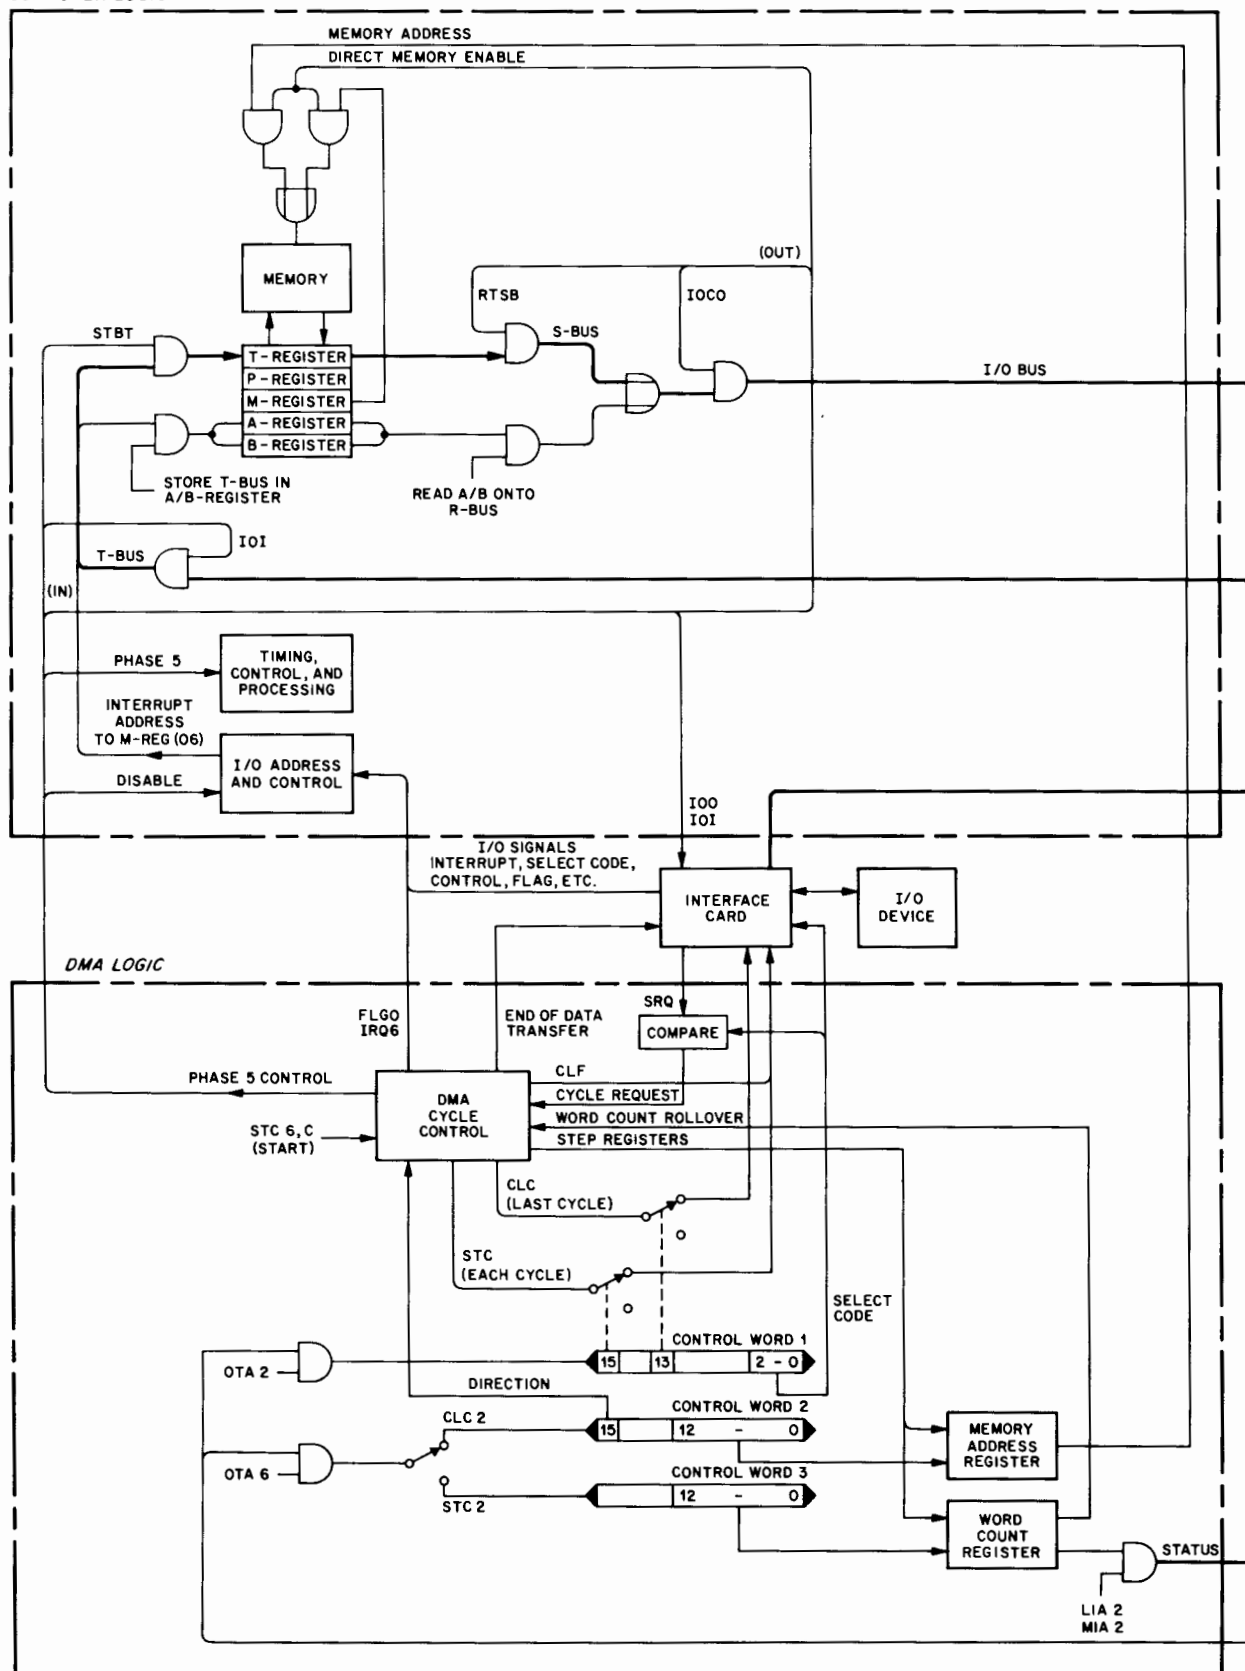 MEMORY ADDRESS
DIRECT MEMORY ENABLE
(OUT)
MEMORY
RTSB
IOCO
STBT
S-BUS
T-REGISTER
P-REGISTER
M-REGISTER
A-REGISTER
B-REGISTER
I/O BUS
STORE T-BUS IN
A/B-REGISTER
READ A/B ONTO
R-BUS
IOI
T-BUS
(IN)
PHASE 5
TIMING,
CONTROL, AND
PROCESSING
INTERRUPT
ADDRESS
TO M-REG (06)
I/O ADDRESS
AND CONTROL
DISABLE
IOO
IOI
I/O SIGNALS
INTERRUPT, SELECT CODE,
CONTROL, FLAG, ETC.
INTERFACE
CARD
I/O
DEVICE
DMA LOGIC
SRQ
FLGO
IRQ6
END OF DATA
TRANSFER
COMPARE
CLF
PHASE 5 CONTROL
DMA
CYCLE
CONTROL
CYCLE REQUEST
WORD COUNT ROLLOVER
STC 6,C
(START)
STEP REGISTERS
CLC
(LAST CYCLE)
STC
(EACH CYCLE)
SELECT
CODE
CONTROL WORD 1
15 13 2 - 0
OTA 2
DIRECTION
CONTROL WORD 2
CLC 2
15 12 - 0
MEMORY
ADDRESS
REGISTER
OTA 6
CONTROL WORD 3
12 - 0
STC 2
WORD
COUNT
REGISTER
STATUS
LIA 2
MIA 2